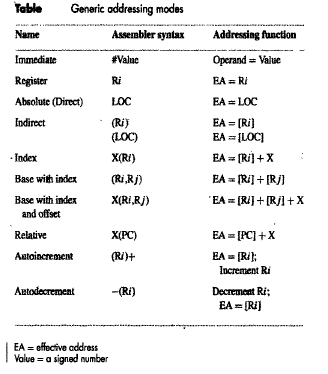 Table Generic addressing modes
Name Assembler syntax Addressing function
Immediate #Value Operand = Value
Register Ri EA = Ri
Absolute (Direct) LOC EA = LOC
Indirect (Ri) EA = [Ri]
(LOC) EA = [LOC]
Index X(Ri) EA = [Ri] + X
Base with index (Ri,Rj) EA = [Ri] + [Rj]
Base with index X(Ri,Rj) EA = [Ri] + [Rj] + X
and offset
Relative X(PC) EA = [PC] + X
Autoincrement (Ri)+ EA = [Ri];
Increment Ri
Autodecrement −(Ri) Decrement Ri;
EA = [Ri]
EA = effective address
Value = a signed number